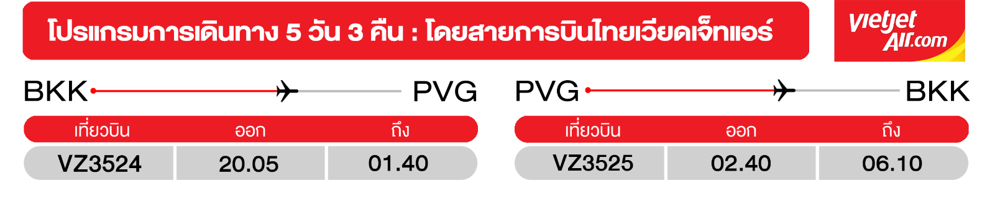 โปรแกรมการเดินทาง 5 วัน 3 คืน : โดยสายการบินไทยเวียดเจ็ทแอร์
vietjet
Air.com
BKK PVG
เที่ยวบิน ออก ถึง
VZ3524 20.05 01.40
PVG BKK
เที่ยวบิน ออก ถึง
VZ3525 02.40 06.10